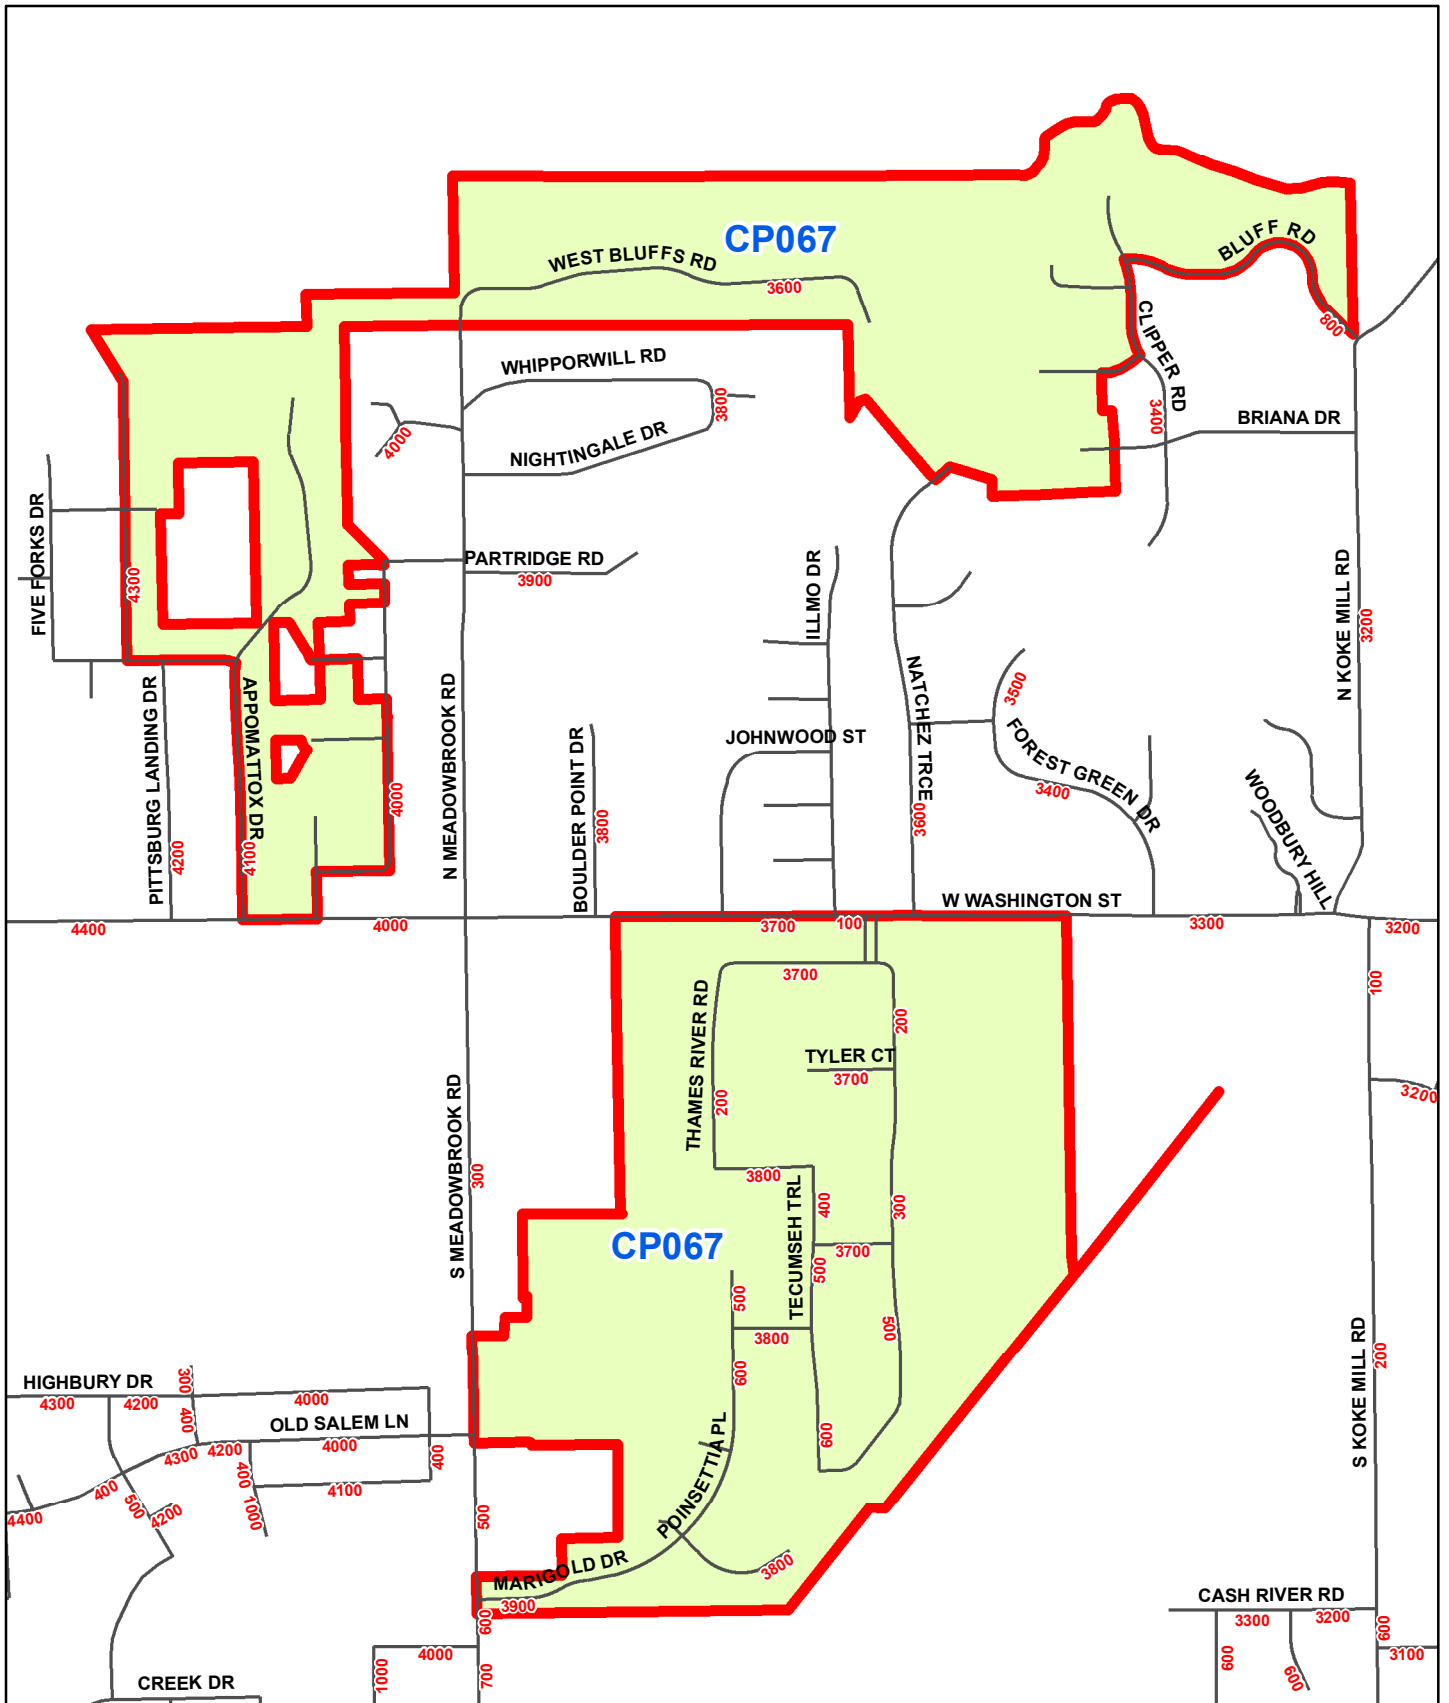 CP067
WEST BLUFFS RD
3600
BLUFF RD
800
CLIPPER RD
3400
WHIPPORWILL RD
3800
4000
NIGHTINGALE DR
BRIANA DR
FIVE FORKS DR
4300
PARTRIDGE RD
3900
ILLMO DR
N KOKE MILL RD
3200
NATCHEZ TRCE
3600
3500
FOREST GREEN DR
3400
PITTSBURG LANDING DR
4200
APPOMATTOX DR
4100
4000
N MEADOWBROOK RD
BOULDER POINT DR
3800
JOHNWOOD ST
WOODBURY HILL
W WASHINGTON ST
4400
4000
3700
100
3300
3200
3700
100
THAMES RIVER RD
200
200
TYLER CT
3700
3200
S MEADOWBROOK RD
300
3800
TECUMSEH TRL
400
300
3700
CP067
500
500
3800
500
600
S KOKE MILL RD
200
HIGHBURY DR
4300
4200
300
4000
400
OLD SALEM LN
4300
4200
4000
400
400
4100
400
500
4200
1000
4400
500
600
POINSETTIA PL
MARIGOLD DR
3900
3800
600
CASH RIVER RD
3300
3200
600
3100
600
600
4000
1000
700
CREEK DR